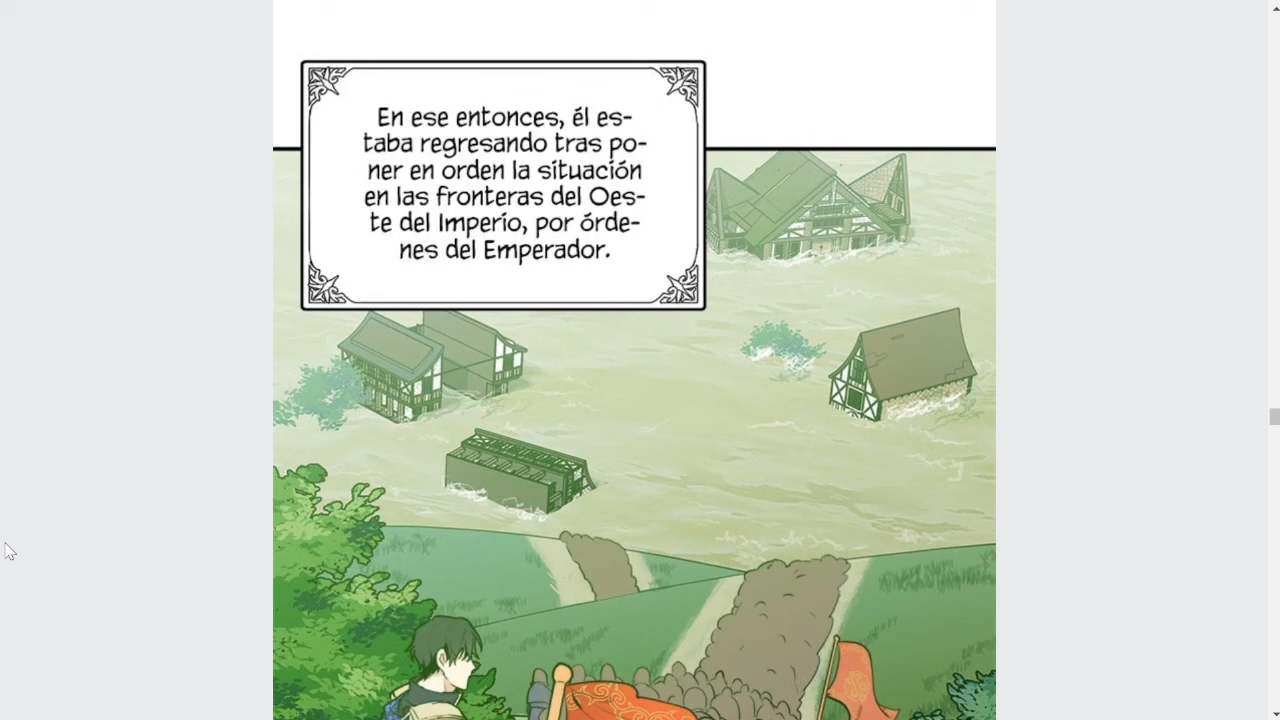 En ese entonces, él es-
taba regresando tras po-
ner en orden la situación
en las fronteras del Oes-
te del Imperio, por órde-
nes del Emperador.